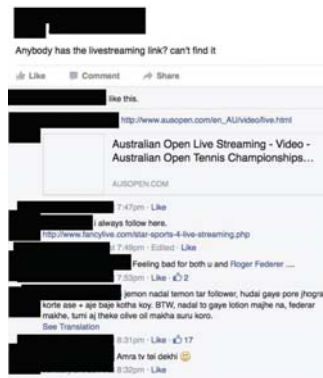 Anybody has the livestreaming link? can't find it
Like Comment Share
like this.
http://www.ausopen.com/en_AU/video/live.html
Australian Open Live Streaming - Video -
Australian Open Tennis Championships...
AUSOPEN.COM
7:47pm · Like
i always follow here.
http://www.fancylive.com/star-sports-4-live-streaming.php
at 7:49pm · Edited · Like
Feeling bad for both u and Roger Federer ....
7:53pm · Like · 2
jemon nadal temon tar follower, hudai gaye pore jhogra
korte ase + aje baje kotha koy. BTW, nadal to gaye lotion majhe na, federar
makhe, tumi aj theke olive oil makha suru koro.
See Translation
8:31pm · Like · 17
Amra tv tei dekhi
8:32pm · Like